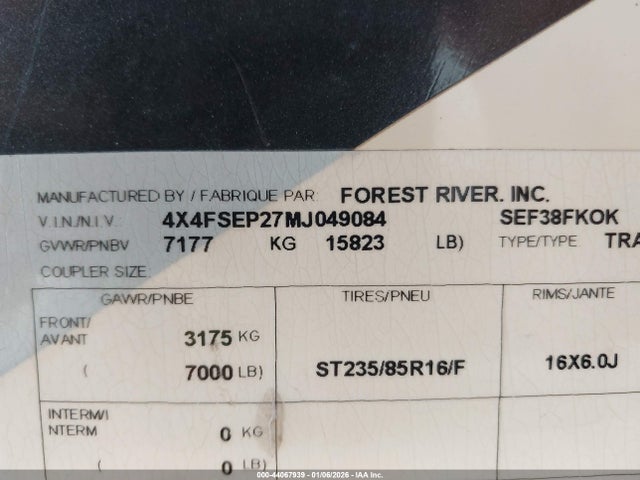 MANUFACTURED BY / FABRIQUE PAR: FOREST RIVER. INC.
V.I.N./N.I.V. 4X4FSEP27MJ049084 SEF38FKOK
GVWR/PNBV 7177 KG 15823 LB) TYPE/TYPE TRA
COUPLER SIZE:
GAWR/PNBE TIRES/PNEU RIMS/JANTE
FRONT/
AVANT 3175 KG
( 7000 LB) ST235/85R16/F 16X6.0J
INTERM/I
NTERM 0 KG
( 0 LB)
000-44067939 - 01/06/2026 - IAA Inc.